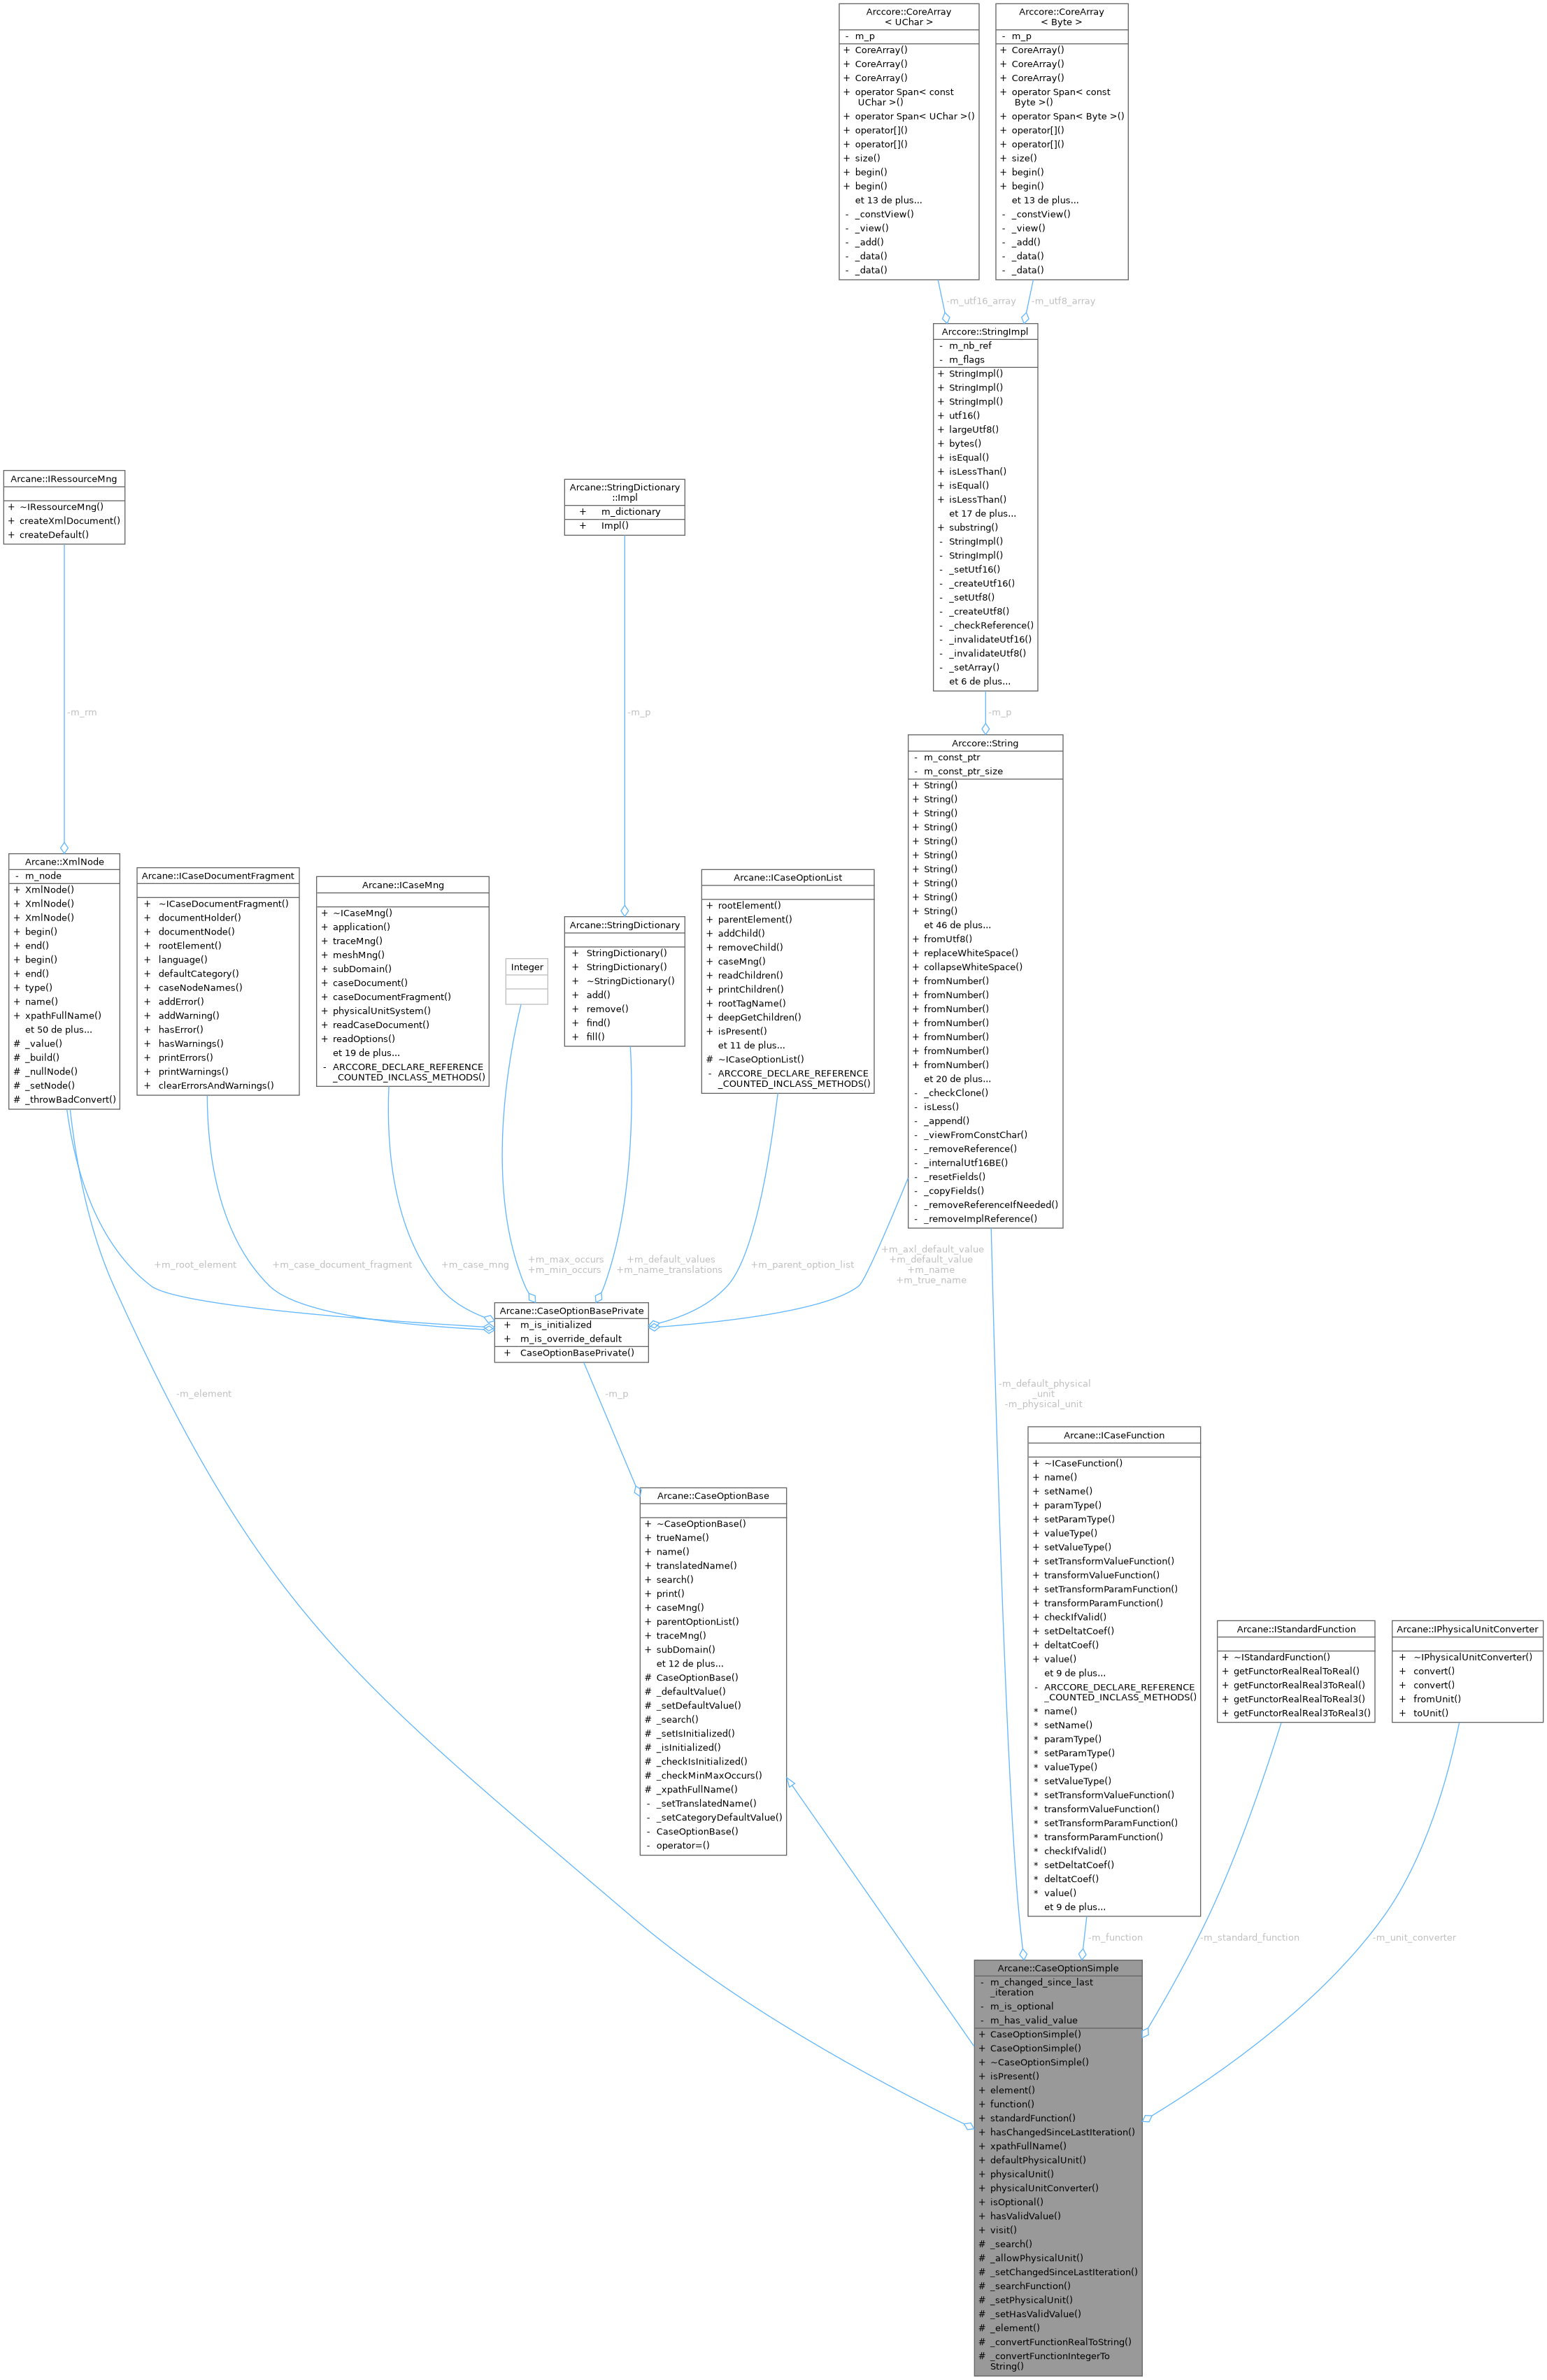 Arccore::CoreArray
< UChar >
- m_p
+ CoreArray()
+ CoreArray()
+ CoreArray()
+ operator Span< const
UChar >()
+ operator Span< UChar >()
+ operator[]()
+ operator[]()
+ size()
+ begin()
+ begin()
et 13 de plus...
- _constView()
- _view()
- _add()
- _data()
- _data()
Arccore::CoreArray
< Byte >
- m_p
+ CoreArray()
+ CoreArray()
+ CoreArray()
+ operator Span< const
Byte >()
+ operator Span< Byte >()
+ operator[]()
+ operator[]()
+ size()
+ begin()
+ begin()
et 13 de plus...
- _constView()
- _view()
- _add()
- _data()
- _data()
-m_utf16_array
-m_utf8_array
Arccore::StringImpl
- m_nb_ref
- m_flags
+ StringImpl()
+ StringImpl()
+ StringImpl()
+ utf16()
+ largeUtf8()
+ bytes()
+ isEqual()
+ isLessThan()
+ isEqual()
+ isLessThan()
et 17 de plus...
+ substring()
- StringImpl()
- StringImpl()
- _setUtf16()
- _createUtf16()
- _setUtf8()
- _createUtf8()
- _checkReference()
- _invalidateUtf16()
- _invalidateUtf8()
- _setArray()
et 6 de plus...
Arcane::IRessourceMng
+ ~IRessourceMng()
+ createXmlDocument()
+ createDefault()
Arcane::StringDictionary
::Impl
+ m_dictionary
+ Impl()
-m_rm
-m_p
-m_p
Arccore::String
- m_const_ptr
- m_const_ptr_size
+ String()
+ String()
+ String()
+ String()
+ String()
+ String()
+ String()
+ String()
+ String()
+ String()
et 46 de plus...
+ fromUtf8()
+ replaceWhiteSpace()
+ collapseWhiteSpace()
+ fromNumber()
+ fromNumber()
+ fromNumber()
+ fromNumber()
+ fromNumber()
+ fromNumber()
+ fromNumber()
et 20 de plus...
- _checkClone()
- isLess()
- _append()
- _viewFromConstChar()
- _removeReference()
- _internalUtf16BE()
- _resetFields()
- _copyFields()
- _removeReferenceIfNeeded()
- _removeImplReference()
Arcane::XmlNode
- m_node
+ XmlNode()
+ XmlNode()
+ XmlNode()
+ begin()
+ end()
+ begin()
+ end()
+ type()
+ name()
+ xpathFullName()
et 50 de plus...
# _value()
# _build()
# _nullNode()
# _setNode()
# _throwBadConvert()
Arcane::ICaseDocumentFragment
+ ~ICaseDocumentFragment()
+ documentHolder()
+ documentNode()
+ rootElement()
+ language()
+ defaultCategory()
+ caseNodeNames()
+ addError()
+ addWarning()
+ hasError()
+ hasWarnings()
+ printErrors()
+ printWarnings()
+ clearErrorsAndWarnings()
Arcane::ICaseMng
+ ~ICaseMng()
+ application()
+ traceMng()
+ meshMng()
+ subDomain()
+ caseDocument()
+ caseDocumentFragment()
+ physicalUnitSystem()
+ readCaseDocument()
+ readOptions()
et 19 de plus...
- ARCCORE_DECLARE_REFERENCE
_COUNTED_INCLASS_METHODS()
Integer
Arcane::StringDictionary
+ StringDictionary()
+ StringDictionary()
+ ~StringDictionary()
+ add()
+ remove()
+ find()
+ fill()
Arcane::ICaseOptionList
+ rootElement()
+ parentElement()
+ addChild()
+ removeChild()
+ caseMng()
+ readChildren()
+ printChildren()
+ rootTagName()
+ deepGetChildren()
+ isPresent()
et 11 de plus...
# ~ICaseOptionList()
- ARCCORE_DECLARE_REFERENCE
_COUNTED_INCLASS_METHODS()
+m_root_element
+m_case_document_fragment
+m_case_mng
+m_max_occurs
+m_min_occurs
+m_default_values
+m_name_translations
+m_parent_option_list
+m_axl_default_value
+m_default_value
+m_name
+m_true_name
Arcane::CaseOptionBasePrivate
+ m_is_initialized
+ m_is_override_default
+ CaseOptionBasePrivate()
-m_element
-m_p
-m_default_physical
_unit
-m_physical_unit
Arcane::CaseOptionBase
+ ~CaseOptionBase()
+ trueName()
+ name()
+ translatedName()
+ search()
+ print()
+ caseMng()
+ parentOptionList()
+ traceMng()
+ subDomain()
et 12 de plus...
# CaseOptionBase()
# _defaultValue()
# _setDefaultValue()
# _search()
# _setIsInitialized()
# _isInitialized()
# _checkIsInitialized()
# _checkMinMaxOccurs()
# _xpathFullName()
- _setTranslatedName()
- _setCategoryDefaultValue()
- CaseOptionBase()
- operator=()
Arcane::ICaseFunction
+ ~ICaseFunction()
+ name()
+ setName()
+ paramType()
+ setParamType()
+ valueType()
+ setValueType()
+ setTransformValueFunction()
+ transformValueFunction()
+ setTransformParamFunction()
+ transformParamFunction()
+ checkIfValid()
+ setDeltatCoef()
+ deltatCoef()
+ value()
et 9 de plus...
- ARCCORE_DECLARE_REFERENCE
_COUNTED_INCLASS_METHODS()
* name()
* setName()
* paramType()
* setParamType()
* valueType()
* setValueType()
* setTransformValueFunction()
* transformValueFunction()
* setTransformParamFunction()
* transformParamFunction()
* checkIfValid()
* setDeltatCoef()
* deltatCoef()
* value()
et 9 de plus...
Arcane::IStandardFunction
+ ~IStandardFunction()
+ getFunctorRealRealToReal()
+ getFunctorRealReal3ToReal()
+ getFunctorRealRealToReal3()
+ getFunctorRealReal3ToReal3()
Arcane::IPhysicalUnitConverter
+ ~IPhysicalUnitConverter()
+ convert()
+ convert()
+ fromUnit()
+ toUnit()
-m_function
-m_standard_function
-m_unit_converter
Arcane::CaseOptionSimple
- m_changed_since_last
_iteration
- m_is_optional
- m_has_valid_value
+ CaseOptionSimple()
+ CaseOptionSimple()
+ ~CaseOptionSimple()
+ isPresent()
+ element()
+ function()
+ standardFunction()
+ hasChangedSinceLastIteration()
+ xpathFullName()
+ defaultPhysicalUnit()
+ physicalUnit()
+ physicalUnitConverter()
+ isOptional()
+ hasValidValue()
+ visit()
# _search()
# _allowPhysicalUnit()
# _setChangedSinceLastIteration()
# _searchFunction()
# _setPhysicalUnit()
# _setHasValidValue()
# _element()
# _convertFunctionRealToString()
# _convertFunctionIntegerTo
String()